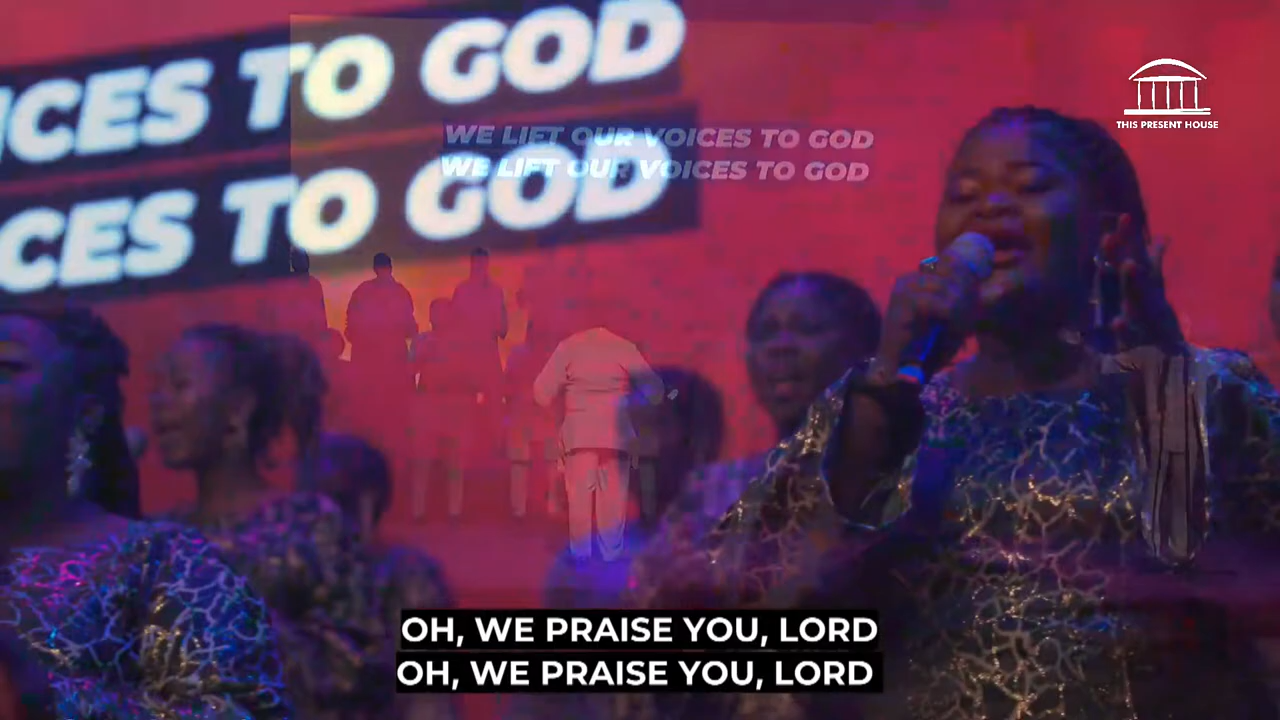 ICES TO GOD
CES TO GOD
WE LIFT OUR VOICES TO GOD
WE LIFT OUR VOICES TO GOD
THIS PRESENT HOUSE
OH, WE PRAISE YOU, LORD
OH, WE PRAISE YOU, LORD